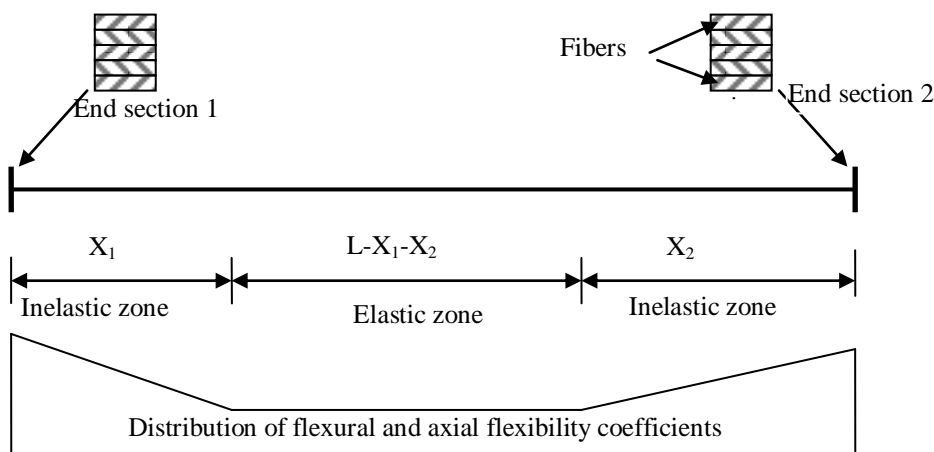 Fibers
End section 1
End section 2
X₁
L-X₁-X₂
X₂
Inelastic zone
Elastic zone
Inelastic zone
Distribution of flexural and axial flexibility coefficients